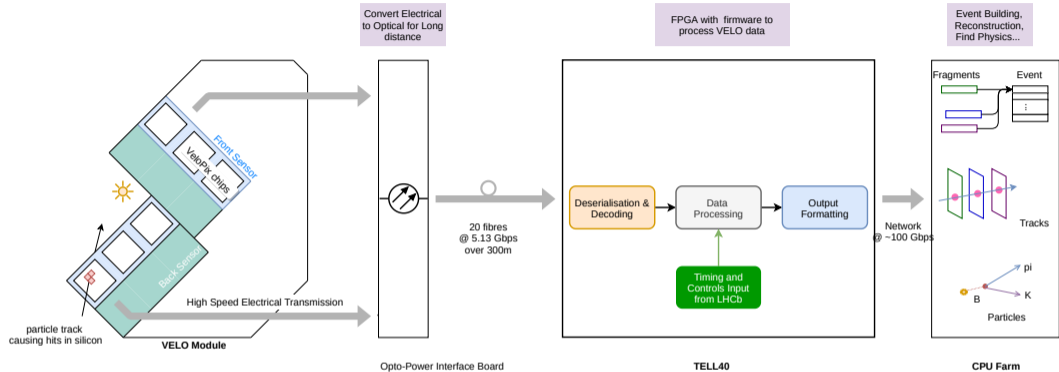 Convert Electrical
to Optical for Long
distance
FPGA with firmware to
process VELO data
Event Building,
Reconstruction,
Find Physics...
Front Sensor
VeloPix chips
Back Sensor
High Speed Electrical Transmission
particle track
causing hits in silicon
VELO Module
Opto-Power Interface Board
20 fibres
@ 5.13 Gbps
over 300m
Deserialisation &
Decoding
Data
Processing
Output
Formatting
Timing and
Controls Input
from LHCb
TELL40
Network
@ ~100 Gbps
Fragments
Event
Tracks
pi
B
K
Particles
CPU Farm